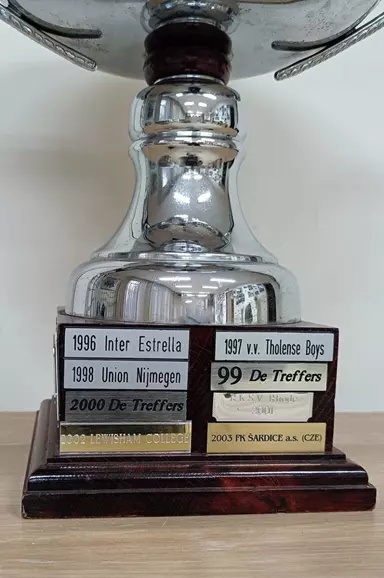 1996 Inter Estrella
1997 v.v. Tholense Boys
1998 Union Nijmegen
99 De Treffers
2000 De Treffers
R.K.S.V. Rhode
2001
2002 LEWISHAM COLLEGE
2003 FK ŠARDICE a.s. (CZE)